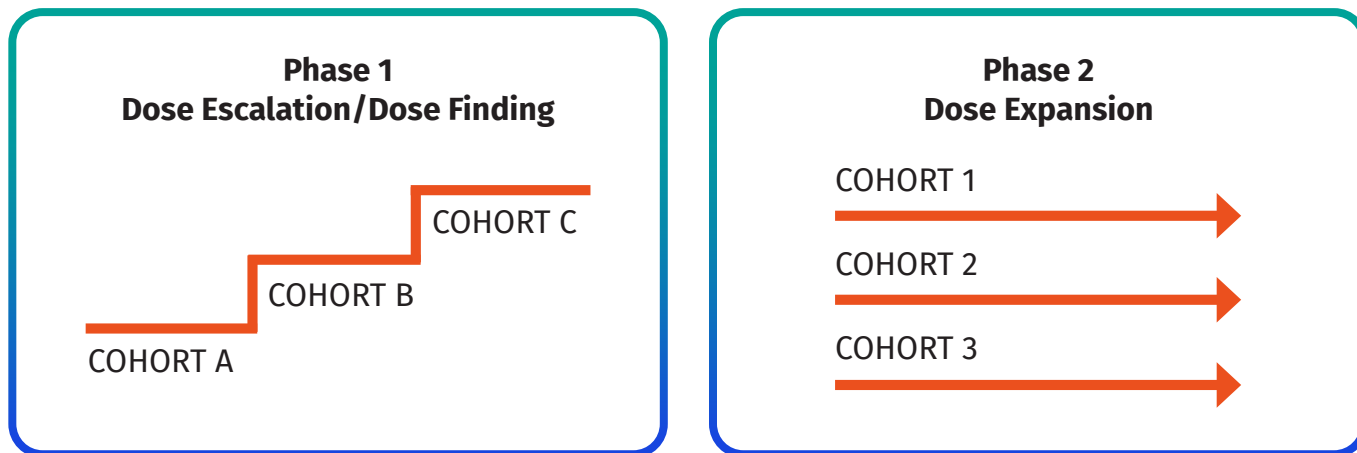 Phase 1
Dose Escalation/Dose Finding
COHORT A
COHORT B
COHORT C
Phase 2
Dose Expansion
COHORT 1
COHORT 2
COHORT 3